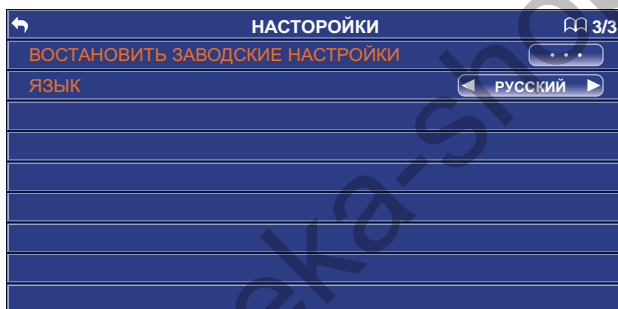 НАСТОРОЙКИ 3/3
ВОСТАНОВИТЬ ЗАВОДСКИЕ НАСТРОЙКИ
ЯЗЫК РУССКИЙ